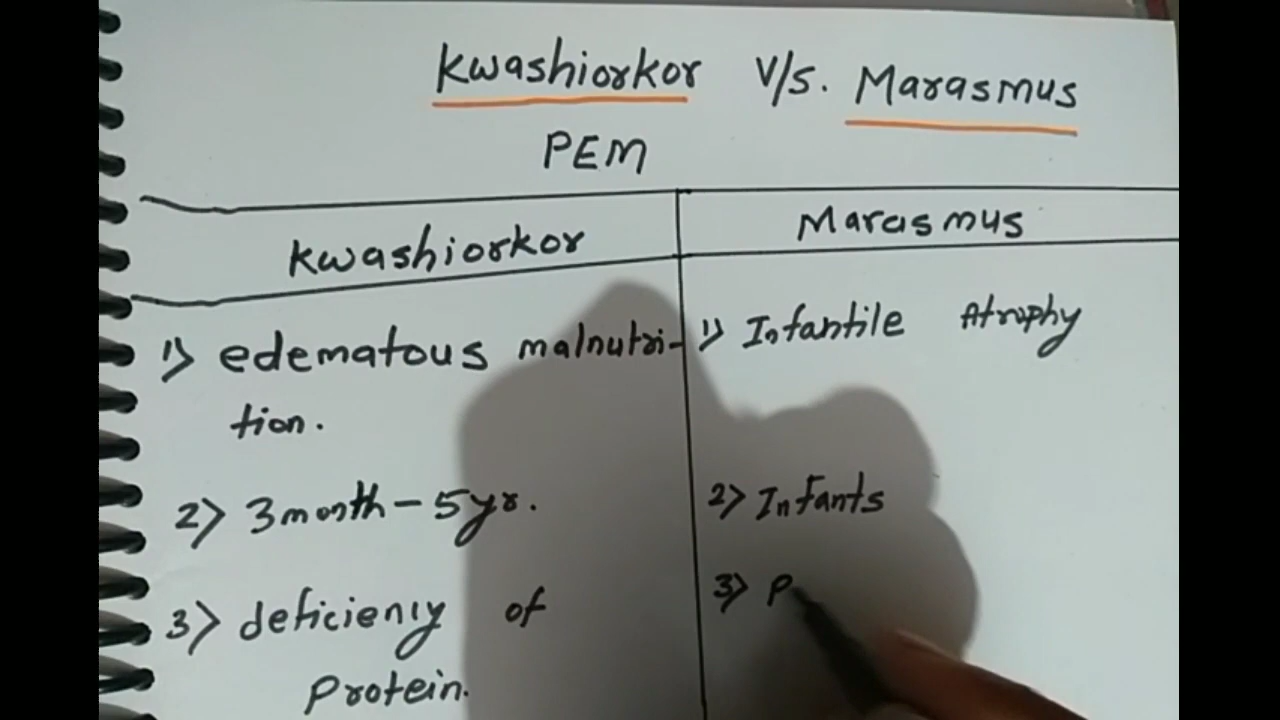 Kwashiorkor V/S. Marasmus
PEM
Kwashiorkor
Marasmus
1) edematous malnutri-
tion.
2) 3month - 5yr.
3) deficiency of
protein.
1) Infantile Atrophy
2) Infants
3) P